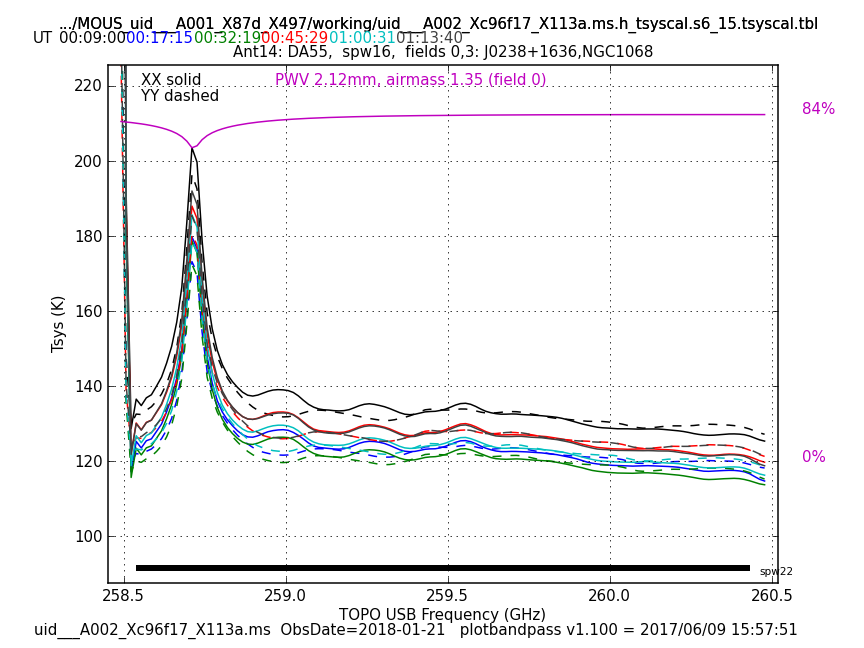 .../MOUS_uid___A001_X87d_X497/working/uid___A002_Xc96f17_X113a.ms.h_tsyscal.s6_15.tsyscal.tbl
UT 00:09:00 00:17:15 00:32:19 00:45:29 01:00:31 01:13:40
Ant14: DA55, spw16, fields 0,3: J0238+1636,NGC1068
XX solid
PWV 2.12mm, airmass 1.35 (field 0)
YY dashed
84%
0%
220
200
180
160
140
120
100
Tsys (K)
spw22
258.5 259.0 259.5 260.0 260.5
TOPO USB Frequency (GHz)
uid___A002_Xc96f17_X113a.ms ObsDate=2018-01-21 plotbandpass v1.100 = 2017/06/09 15:57:51